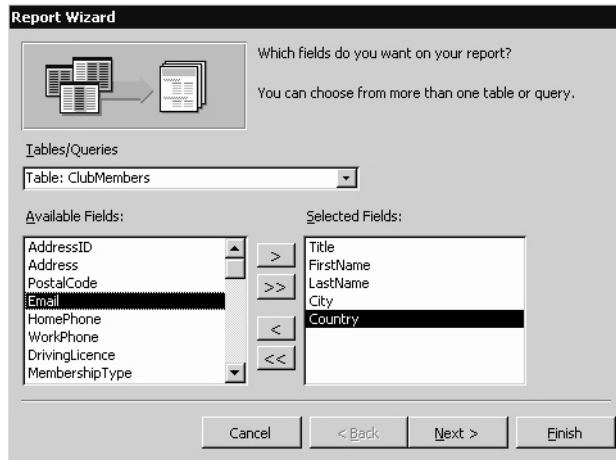 Report Wizard
Which fields do you want on your report?
You can choose from more than one table or query.
Tables/Queries
Table: ClubMembers
Available Fields:
AddressID
Address
PostalCode
Email
HomePhone
WorkPhone
DrivingLicence
MembershipType
>
>>
<
<<
Selected Fields:
Title
FirstName
LastName
City
Country
Cancel
< Back
Next >
Finish